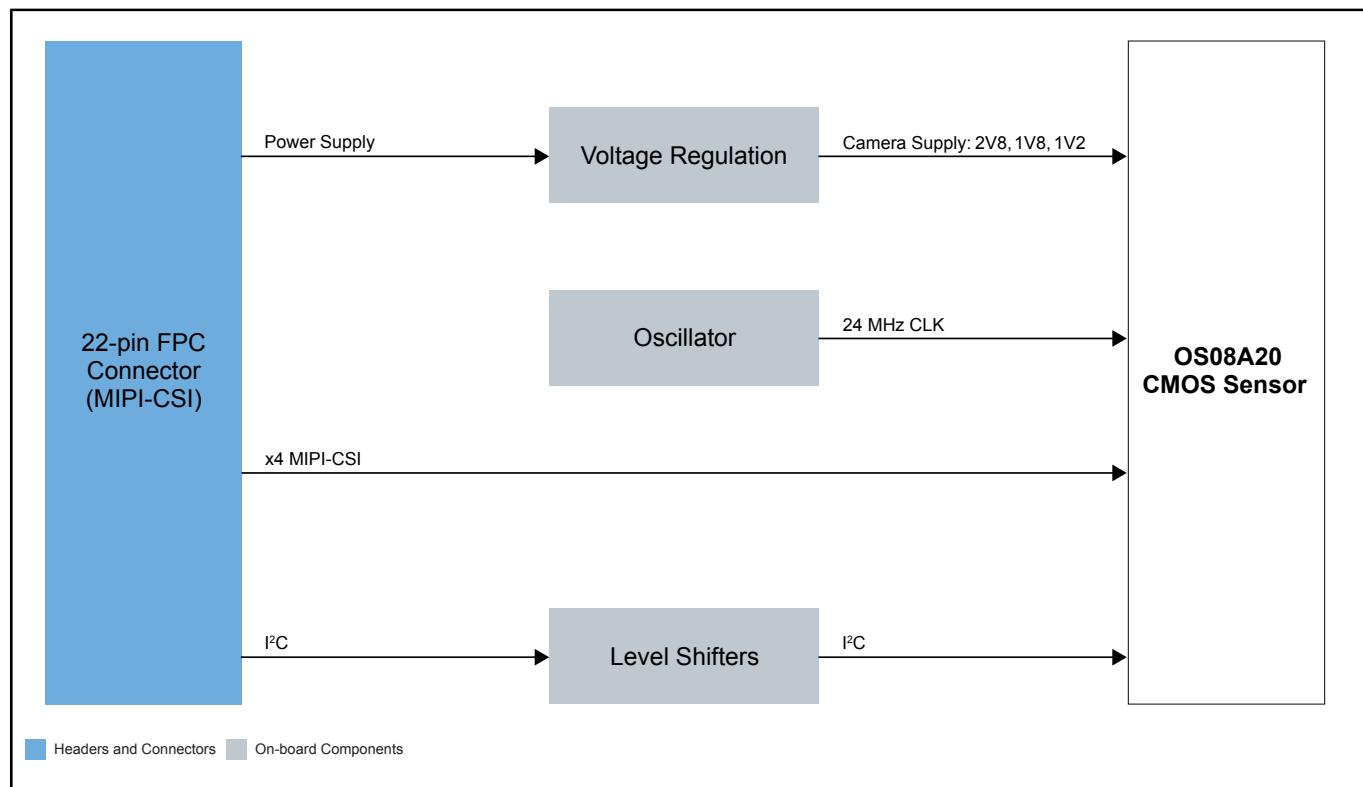 Power Supply
Voltage Regulation
Camera Supply: 2V8, 1V8, 1V2
22-pin FPC
Connector
(MIPI-CSI)
Oscillator
24 MHz CLK
OS08A20
CMOS Sensor
x4 MIPI-CSI
I²C
Level Shifters
I²C
Headers and Connectors
On-board Components